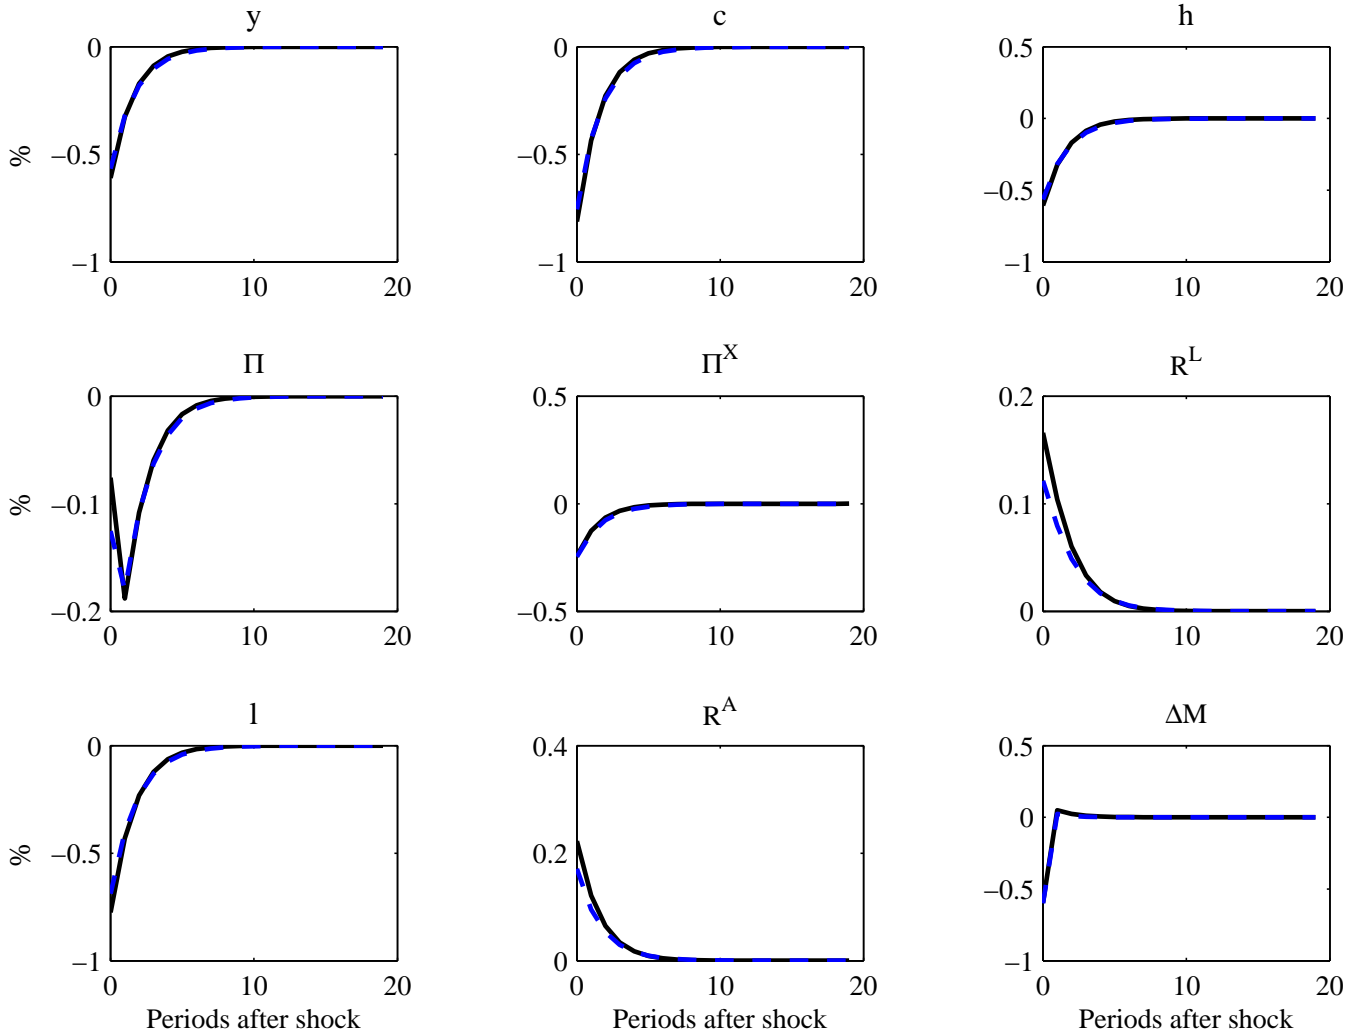 y c h
0 0 0.5
% −0.5 −0.5 0
−0.5
−1 −1 −1
0 10 20 0 10 20 0 10 20
Π Π^X R^L
0 0.5 0.2
% −0.1 0 0.1
−0.2 −0.5 0
0 10 20 0 10 20 0 10 20
l R^A ΔM
0 0.4 0.5
0
% −0.5 0.2
−0.5
−1 0 −1
0 10 20 0 10 20 0 10 20
Periods after shock Periods after shock Periods after shock